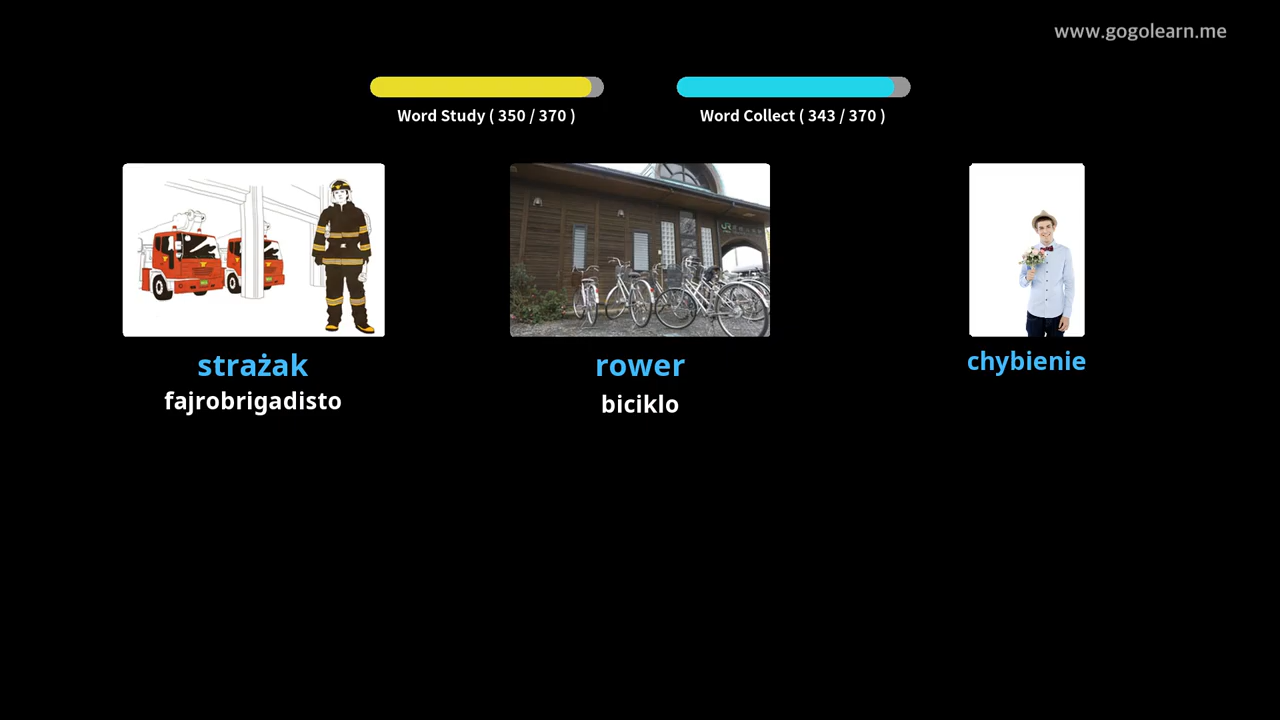 www.gogolearn.me
Word Study ( 350 / 370 )
Word Collect ( 343 / 370 )
strażak
rower
chybienie
fajrobrigadisto
biciklo